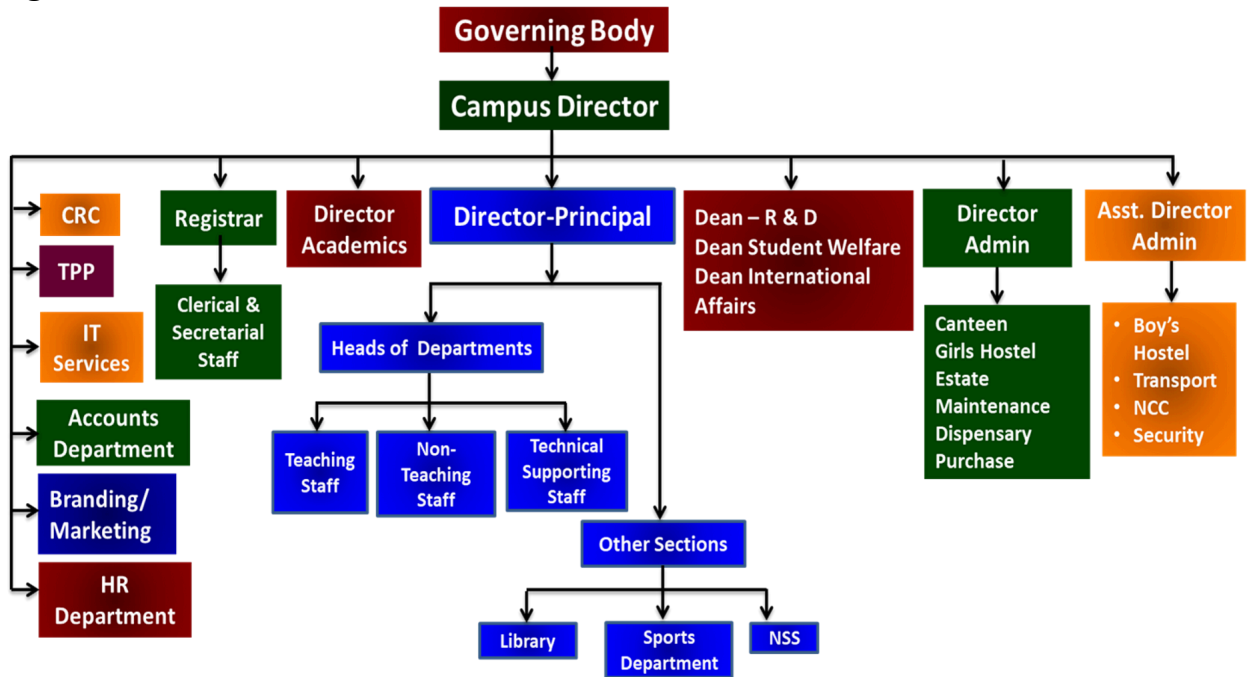 Governing Body
Campus Director
CRC
TPP
IT
Services
Accounts
Department
Branding/
Marketing
HR
Department
Registrar
Clerical &
Secretarial
Staff
Director
Academics
Director-Principal
Heads of Departments
Teaching
Staff
Non-
Teaching
Staff
Technical
Supporting
Staff
Other Sections
Library
Sports
Department
NSS
Dean – R & D
Dean Student Welfare
Dean International
Affairs
Director
Admin
Canteen
Girls Hostel
Estate
Maintenance
Dispensary
Purchase
Asst. Director
Admin
• Boy's
Hostel
• Transport
• NCC
• Security